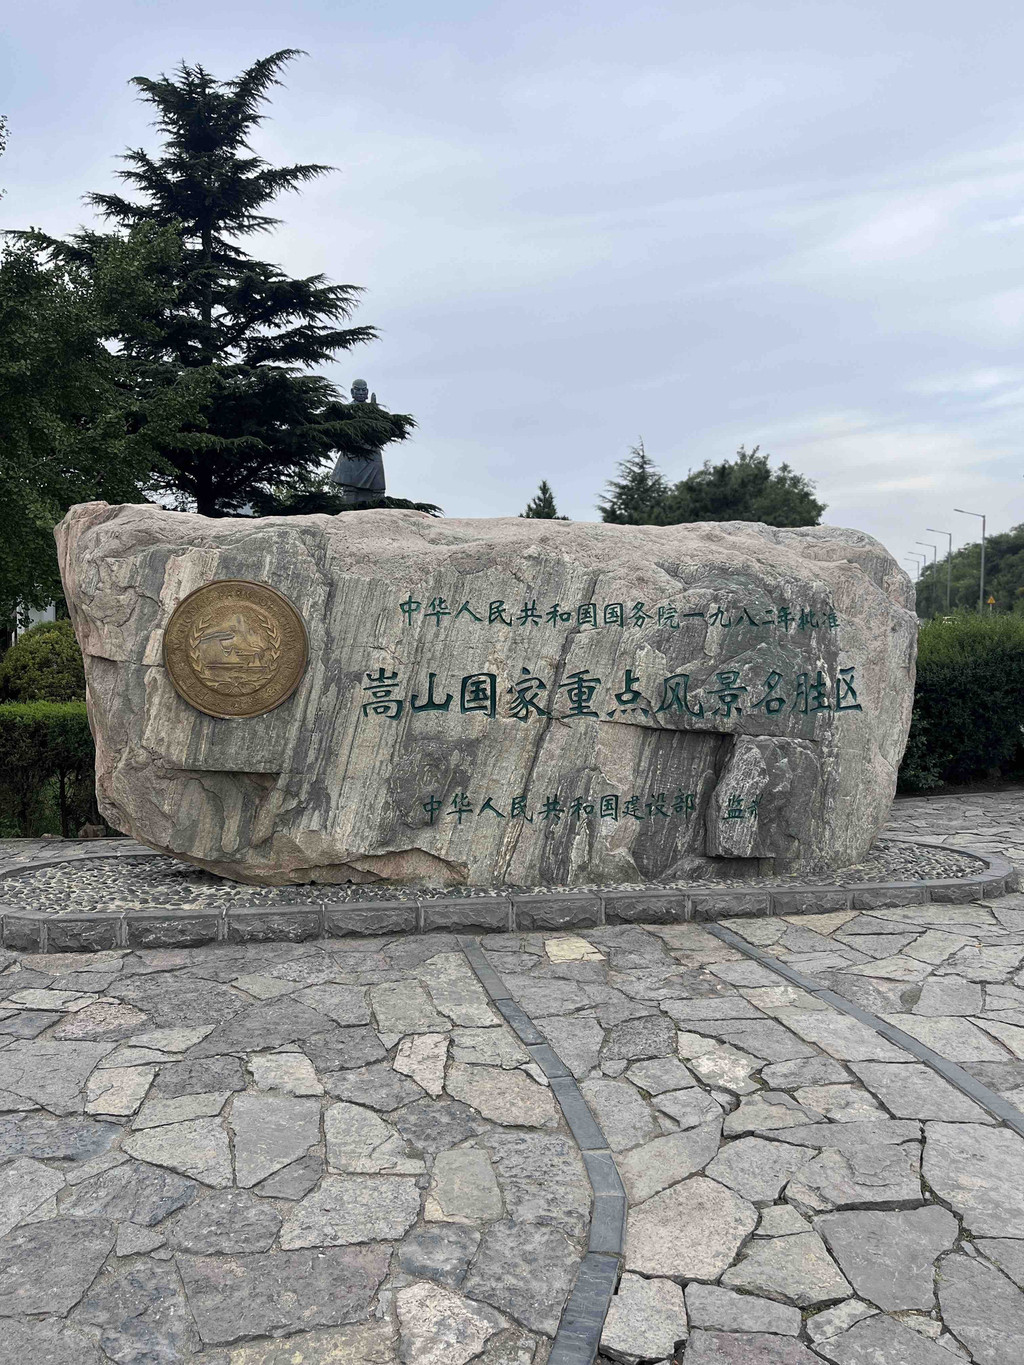 中华人民共和国国务院一九八二年批准
嵩山国家重点风景名胜区
中华人民共和国建设部 监制